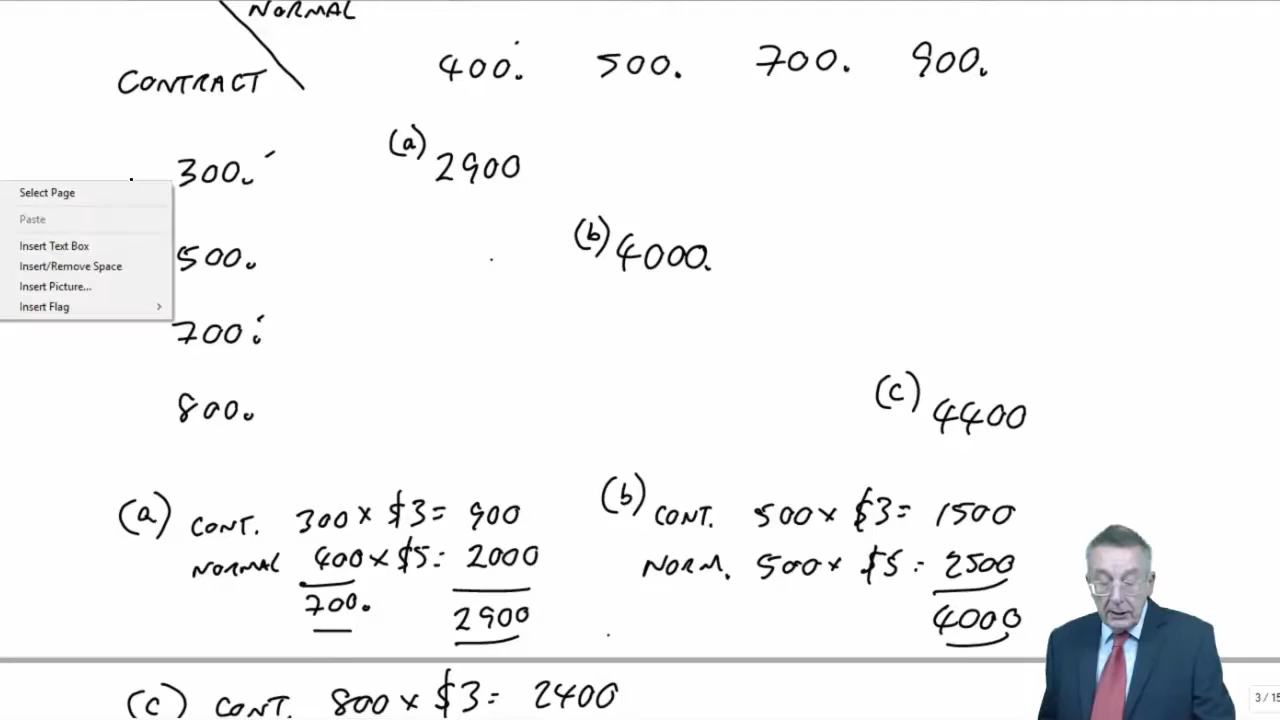 NORMAL
CONTRACT 400. 500. 700. 900.
300. (a) 2900
Select Page
Paste
Insert Text Box
Insert/Remove Space
Insert Picture...
Insert Flag
500. (b) 4000.
700.
800. (c) 4400
(a) CONT. 300 × $3 = 900
NORMAL 400 × $5 = 2000
700. 2900
(b) CONT. 500 × $3 = 1500
NORM. 500 × $5 = 2500
4000
(c) CONT. 800 × $3 = 2400
3 / 15